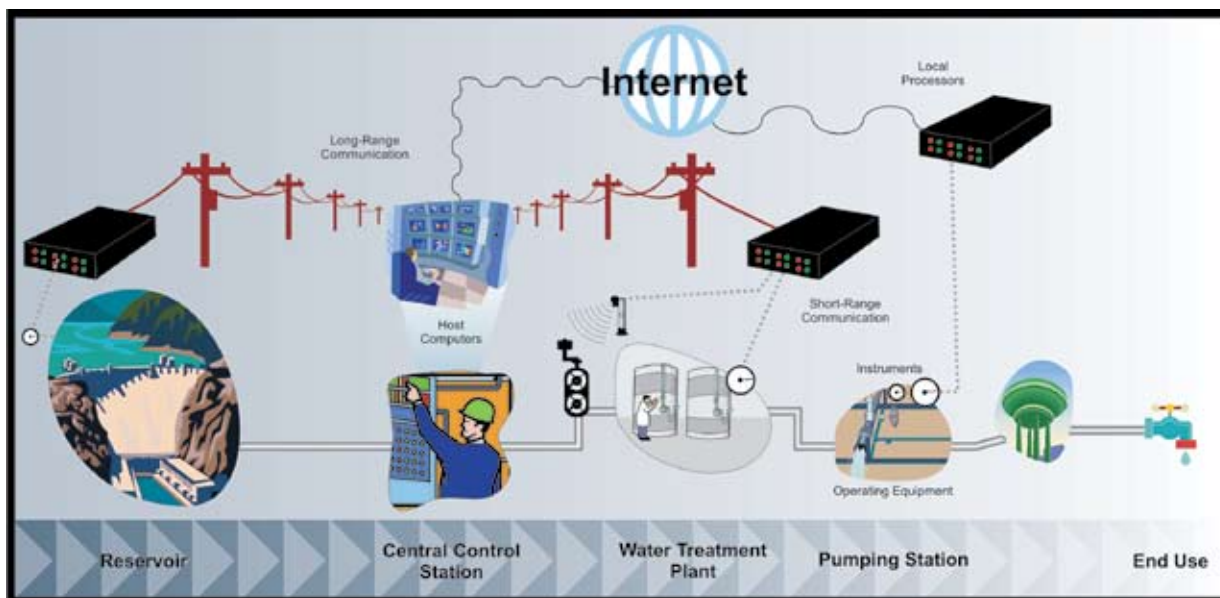 Internet
Local
Processors
Long-Range
Communication
Short-Range
Communication
Host
Computers
Instruments
Operating Equipment
Reservoir
Central Control
Station
Water Treatment
Plant
Pumping Station
End Use